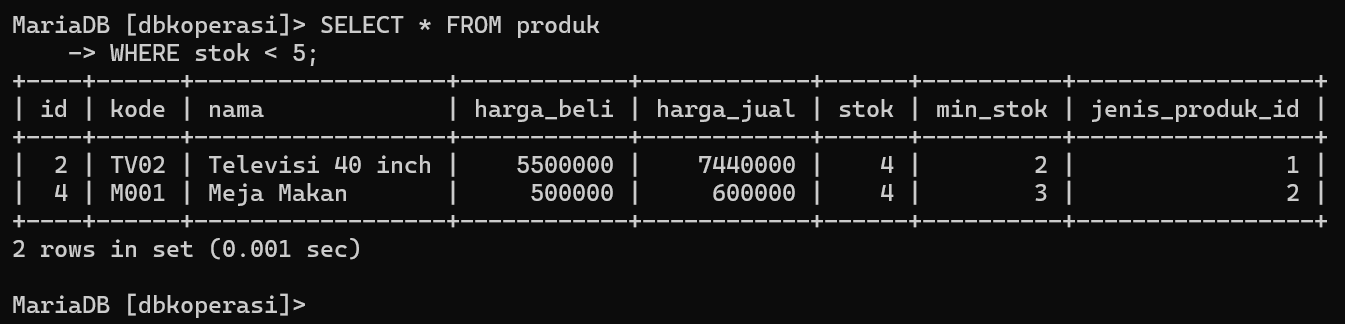 MariaDB [dbkoperasi]> SELECT * FROM produk
    -> WHERE stok < 5;
+----+------+------------------+------------+------------+------+----------+-----------------+
| id | kode | nama             | harga_beli | harga_jual | stok | min_stok | jenis_produk_id |
+----+------+------------------+------------+------------+------+----------+-----------------+
|  2 | TV02 | Televisi 40 inch |    5500000 |    7440000 |    4 |        2 |               1 |
|  4 | M001 | Meja Makan       |     500000 |     600000 |    4 |        3 |               2 |
+----+------+------------------+------------+------------+------+----------+-----------------+
2 rows in set (0.001 sec)

MariaDB [dbkoperasi]>